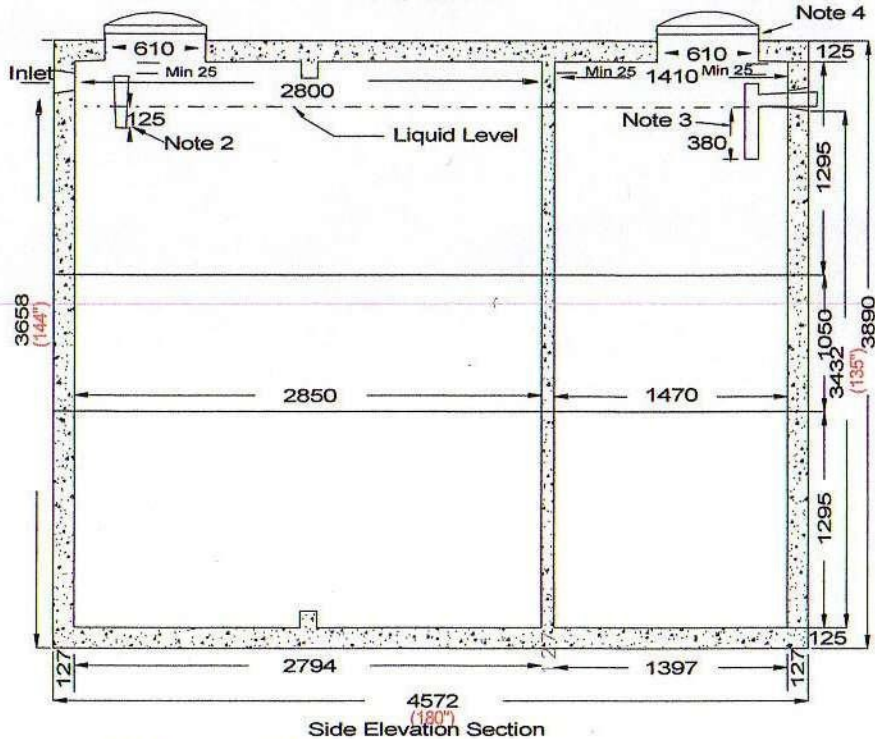 Note 4
610
610
125
Inlet
Min 25
Min 25
1410
Min 25
2800
125
Liquid Level
Note 2
Note 3
380
1295
3658
(144")
1050
3432
(135")
3890
2850
1470
1295
125
127
2794
1397
127
4572
(180")
Side Elevation Section